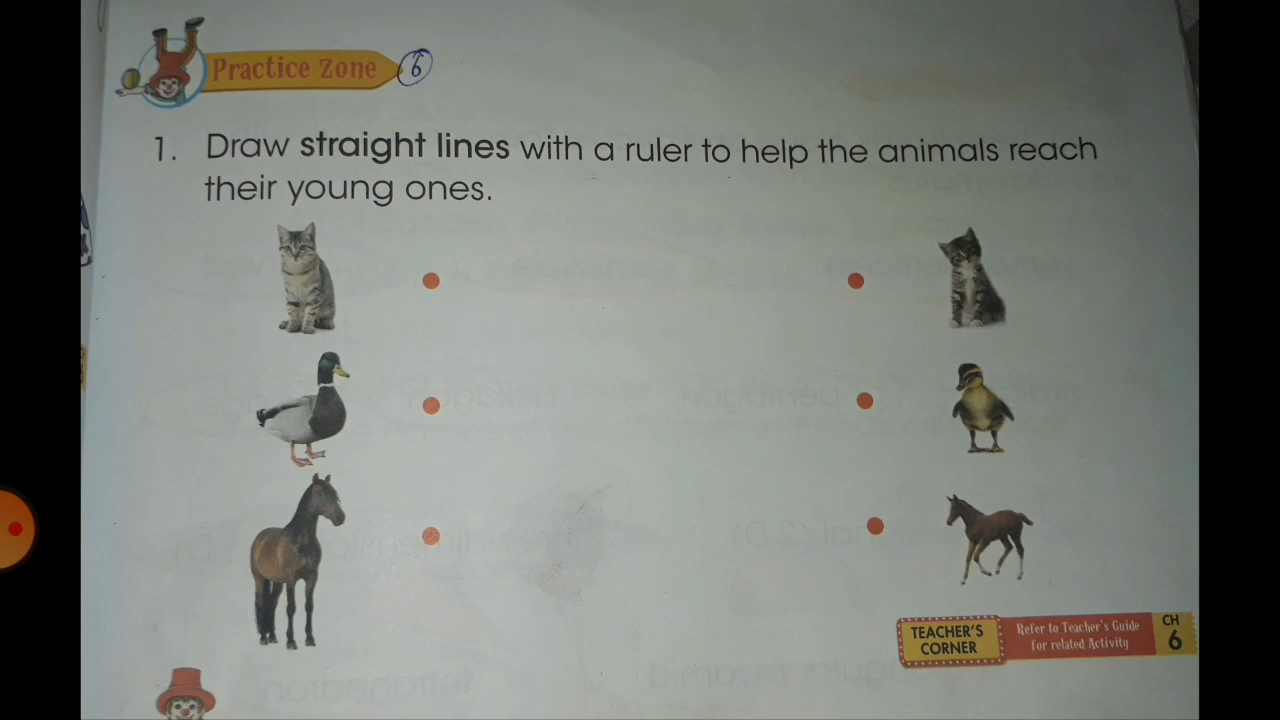 Practice Zone 6
1. Draw straight lines with a ruler to help the animals reach
their young ones.
TEACHER'S
CORNER
Refer to Teacher's Guide
for related Activity
CH
6